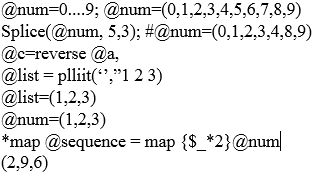 @num=0....9; @num=(0,1,2,3,4,5,6,7,8,9)
Splice(@num, 5,3); #@num=(0,1,2,3,4,8,9)
@c=reverse @a,
@list = plliit(‘’,”1 2 3)
@list=(1,2,3)
@num=(1,2,3)
*map @sequence = map {$_*2}@num
(2,9,6)